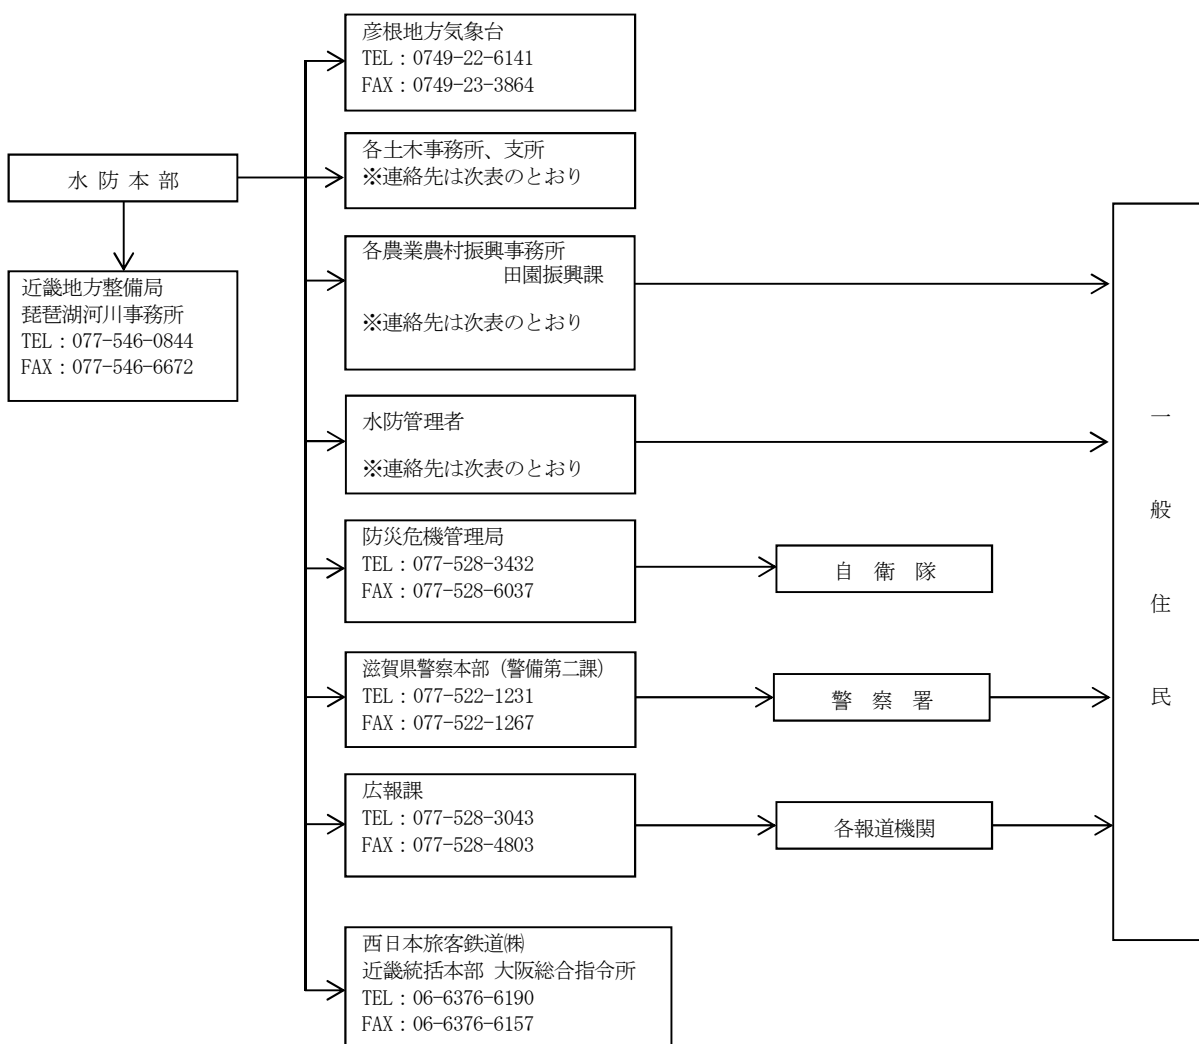 彦根地方気象台
TEL：0749-22-6141
FAX：0749-23-3864
各土木事務所、支所
※連絡先は次表のとおり
水 防 本 部
各農業農村振興事務所
田園振興課
※連絡先は次表のとおり
近畿地方整備局
琵琶湖河川事務所
TEL：077-546-0844
FAX：077-546-6672
水防管理者
※連絡先は次表のとおり
防災危機管理局
TEL：077-528-3432
FAX：077-528-6037
自 衛 隊
滋賀県警察本部（警備第二課）
TEL：077-522-1231
FAX：077-522-1267
警 察 署
広報課
TEL：077-528-3043
FAX：077-528-4803
各報道機関
一般住民
西日本旅客鉄道㈱
近畿統括本部 大阪総合指令所
TEL：06-6376-6190
FAX：06-6376-6157